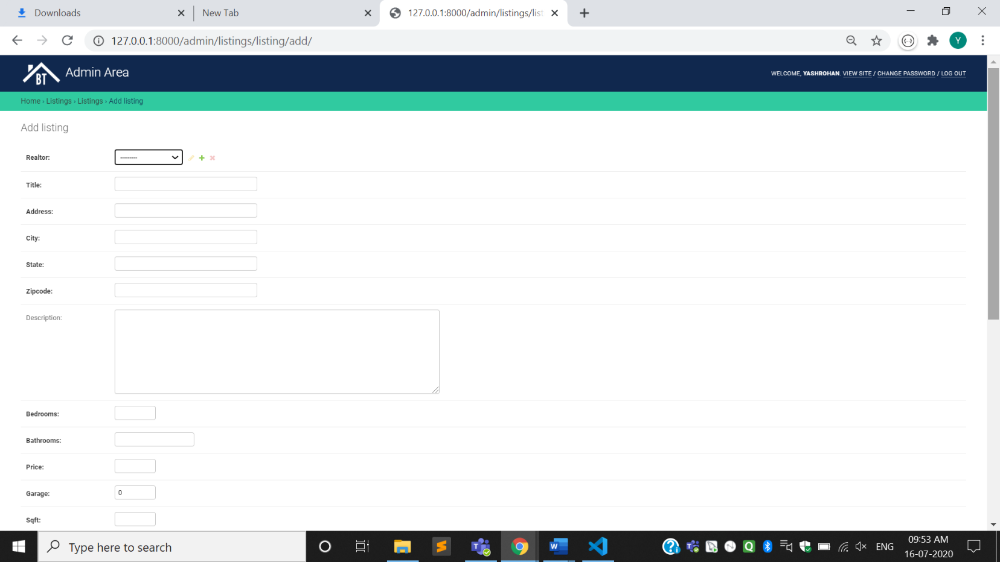 Downloads
New Tab
127.0.0.1:8000/admin/listings/list
127.0.0.1:8000/admin/listings/listing/add/
Y
BT
Admin Area
WELCOME, YASHROHAN. VIEW SITE / CHANGE PASSWORD / LOG OUT
Home › Listings › Listings › Add listing
Add listing
Realtor:
---------
Title:
Address:
City:
State:
Zipcode:
Description:
Bedrooms:
Bathrooms:
Price:
Garage:
0
Sqft:
Type here to search
ENG
09:53 AM
16-07-2020